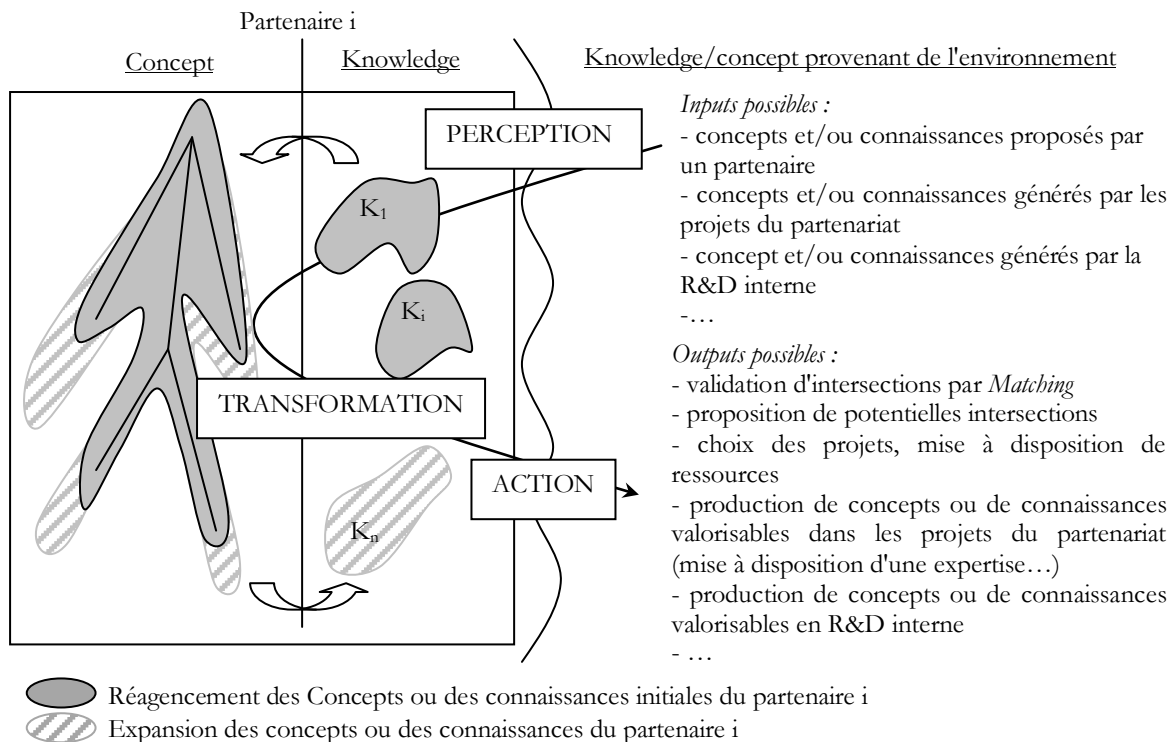 Partenaire i
Concept
Knowledge
Knowledge/concept provenant de l'environnement
PERCEPTION
K1
Ki
TRANSFORMATION
ACTION
Kn
Inputs possibles :
- concepts et/ou connaissances proposés par
un partenaire
- concepts et/ou connaissances générés par les
projets du partenariat
- concept et/ou connaissances générés par la
R&D interne
-…
Outputs possibles :
- validation d'intersections par Matching
- proposition de potentielles intersections
- choix des projets, mise à disposition de
ressources
- production de concepts ou de connaissances
valorisables dans les projets du partenariat
(mise à disposition d'une expertise…)
- production de concepts ou de connaissances
valorisables en R&D interne
- …
Réagencement des Concepts ou des connaissances initiales du partenaire i
Expansion des concepts ou des connaissances du partenaire i